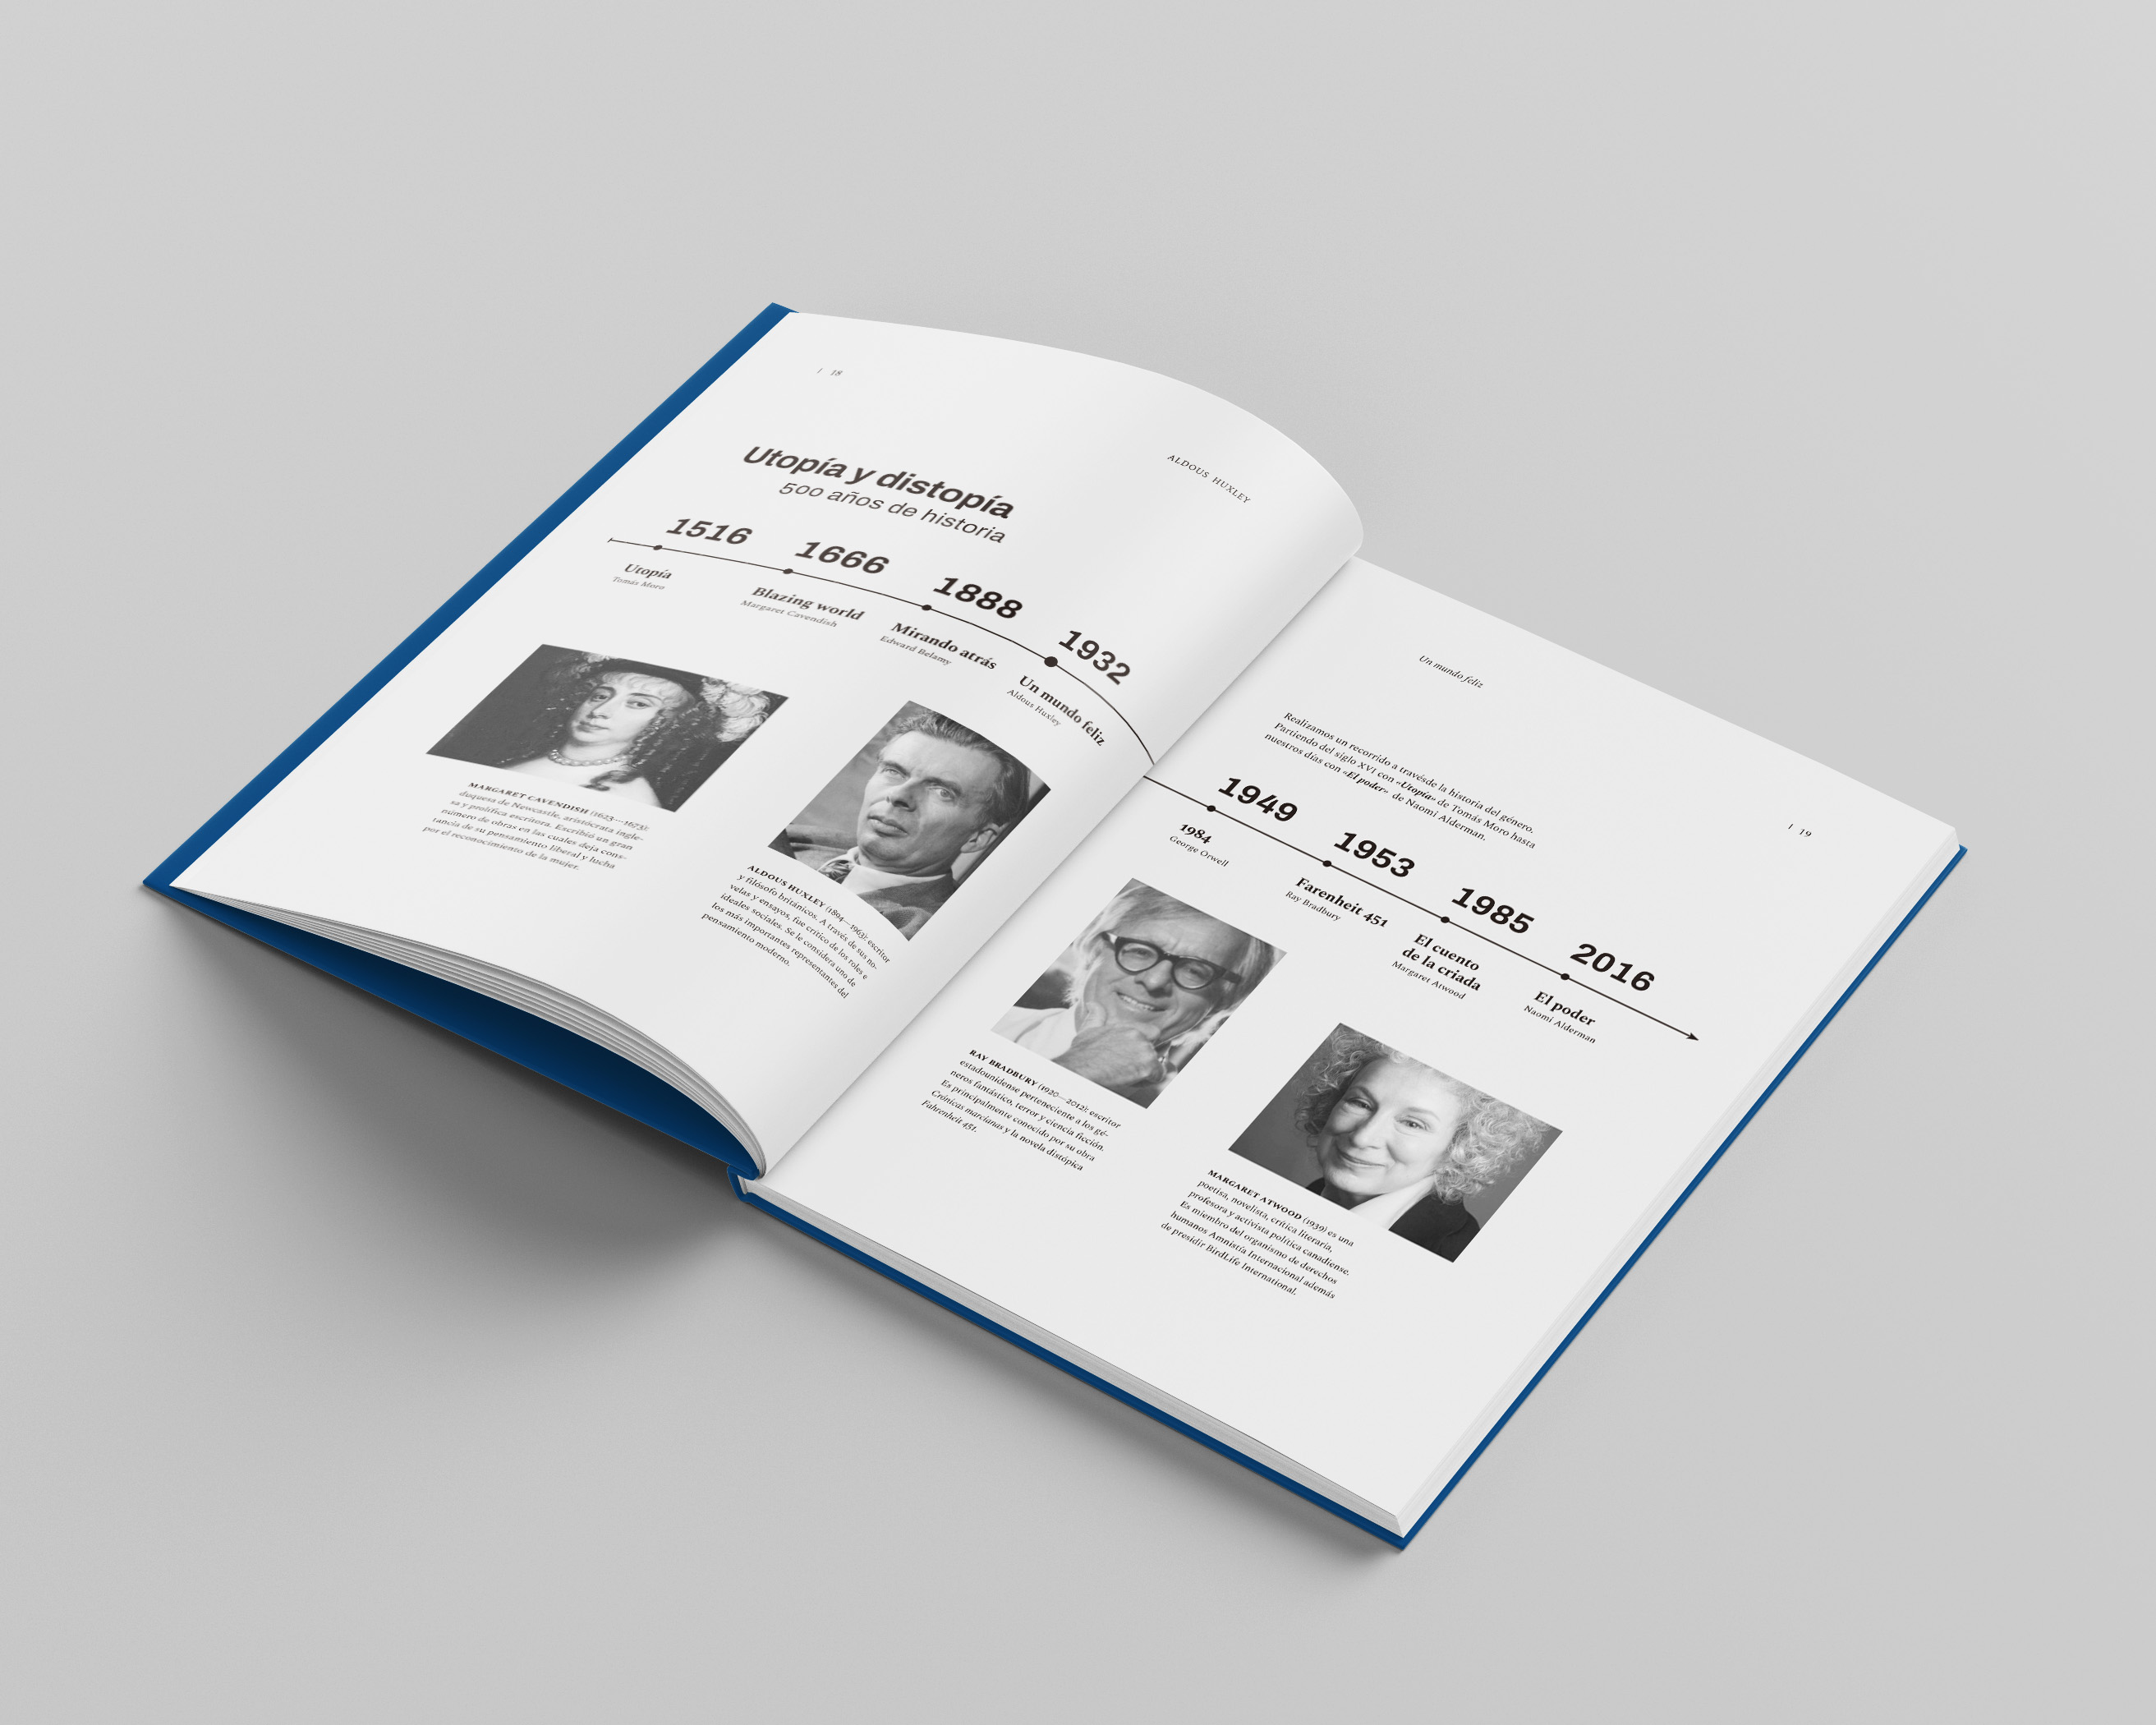 | 18
ALDOUS HUXLEY
Utopía y distopía
500 años de historia
1516
Utopía
Tomás Moro
1666
Blazing world
Margaret Cavendish
1888
Mirando atrás
Edward Belamy
1932
Un mundo feliz
Aldous Huxley
MARGARET CAVENDISH (1623—1673):
duquesa de Newcastle, aristócrata ingle-
sa y prolífica escritora. Escribió un gran
número de obras en las cuales deja cons-
tancia de su pensamiento liberal y lucha
por el reconocimiento de la mujer.
ALDOUS HUXLEY (1894—1963): escritor
y filósofo británicos. A través de sus no-
velas y ensayos, fue crítico de los roles e
ideales sociales. Se le considera uno de
los más importantes representantes del
pensamiento moderno.
Un mundo feliz
| 19
Realizamos un recorrido a travésde la historia del género.
Partiendo del siglo XVI con «Utopía» de Tomás Moro hasta
nuestros días con «El poder» de Naomi Alderman.
1949
1984
George Orwell
1953
Farenheit 451
Ray Bradbury
1985
El cuento
de la criada
Margaret Atwood
2016
El poder
Naomi Alderman
RAY BRADBURY (1920—2012): escritor
estadounidense perteneciente a los gé-
neros fantástico, terror y ciencia ficción.
Es principalmente conocido por su obra
Crónicas marcianas y la novela distópica
Fahrenheit 451.
MARGARET ATWOOD (1939) es una
poetisa, novelista, crítica literaria,
profesora y activista política canadiense.
Es miembro del organismo de derechos
humanos Amnistía Internacional además
de presidir BirdLife International.